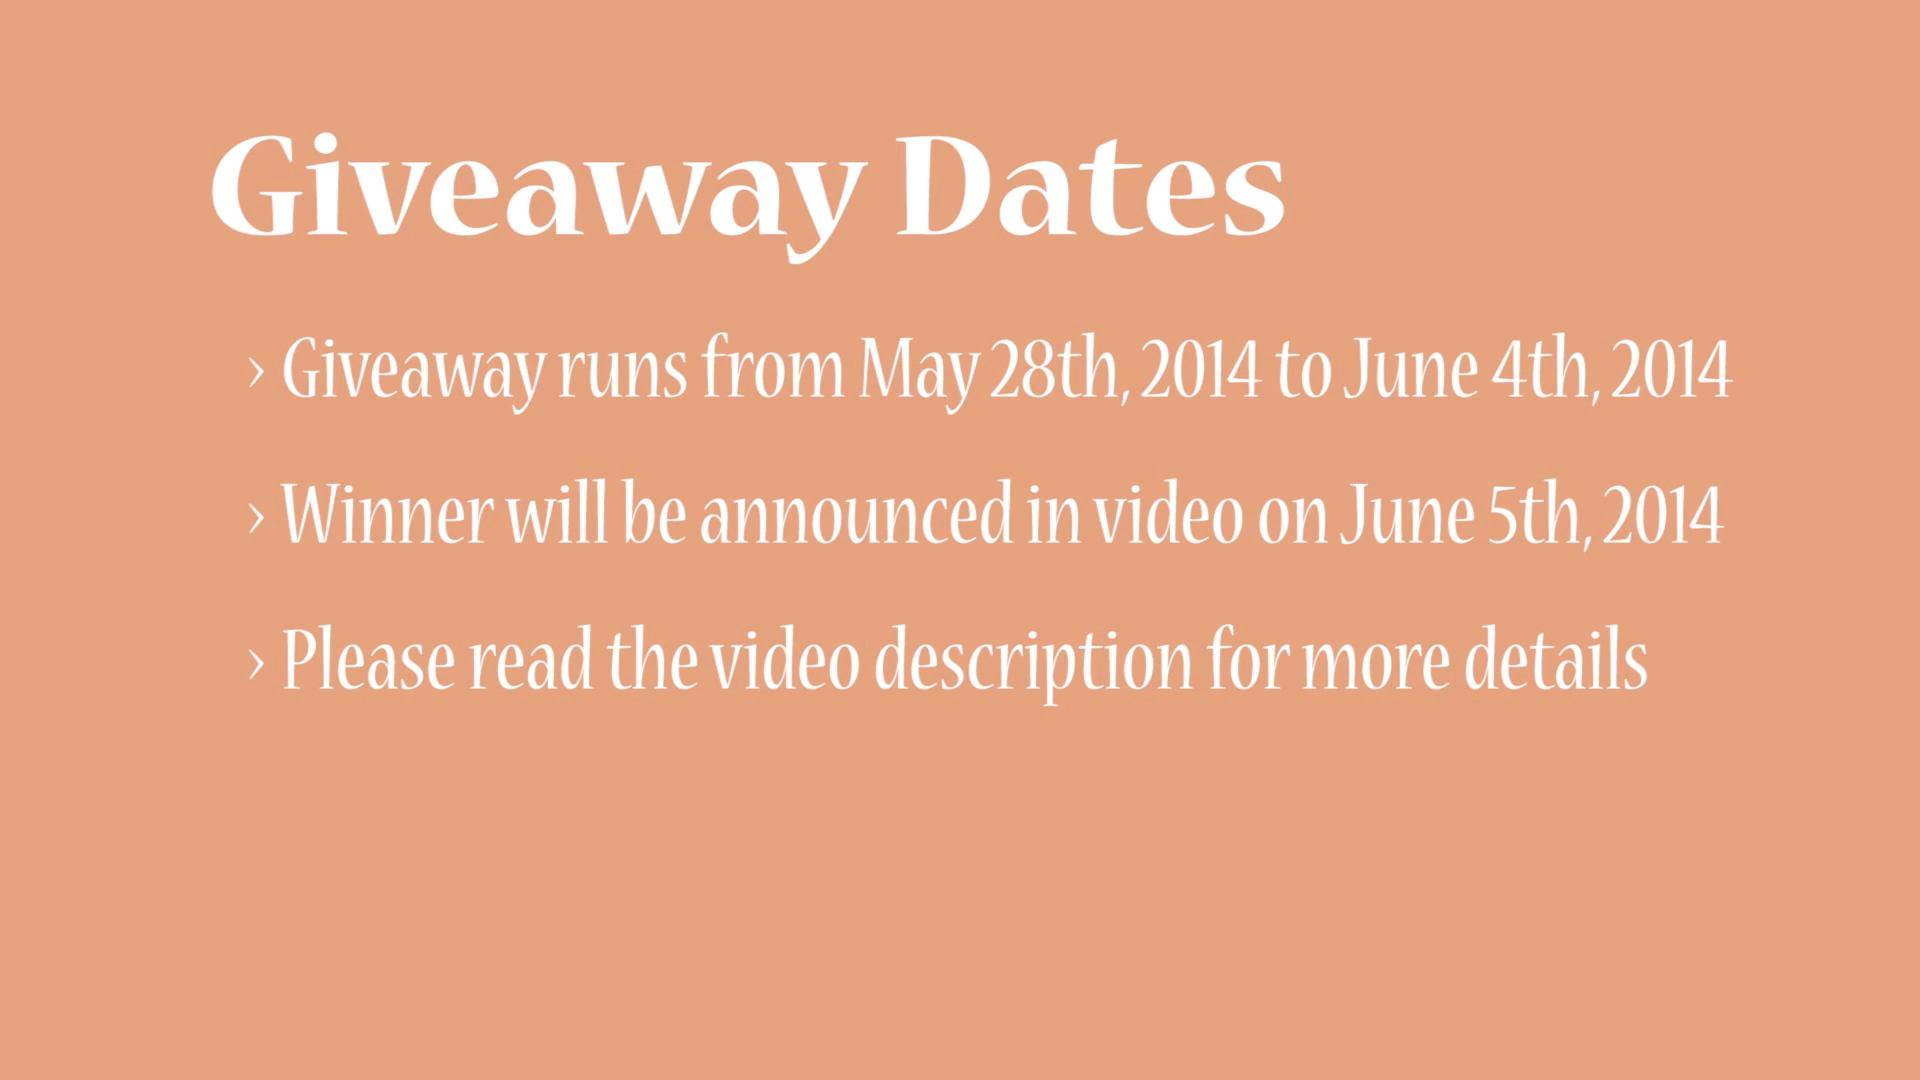 Giveaway Dates
› Giveaway runs from May 28th, 2014 to June 4th, 2014
› Winner will be announced in video on June 5th, 2014
› Please read the video description for more details